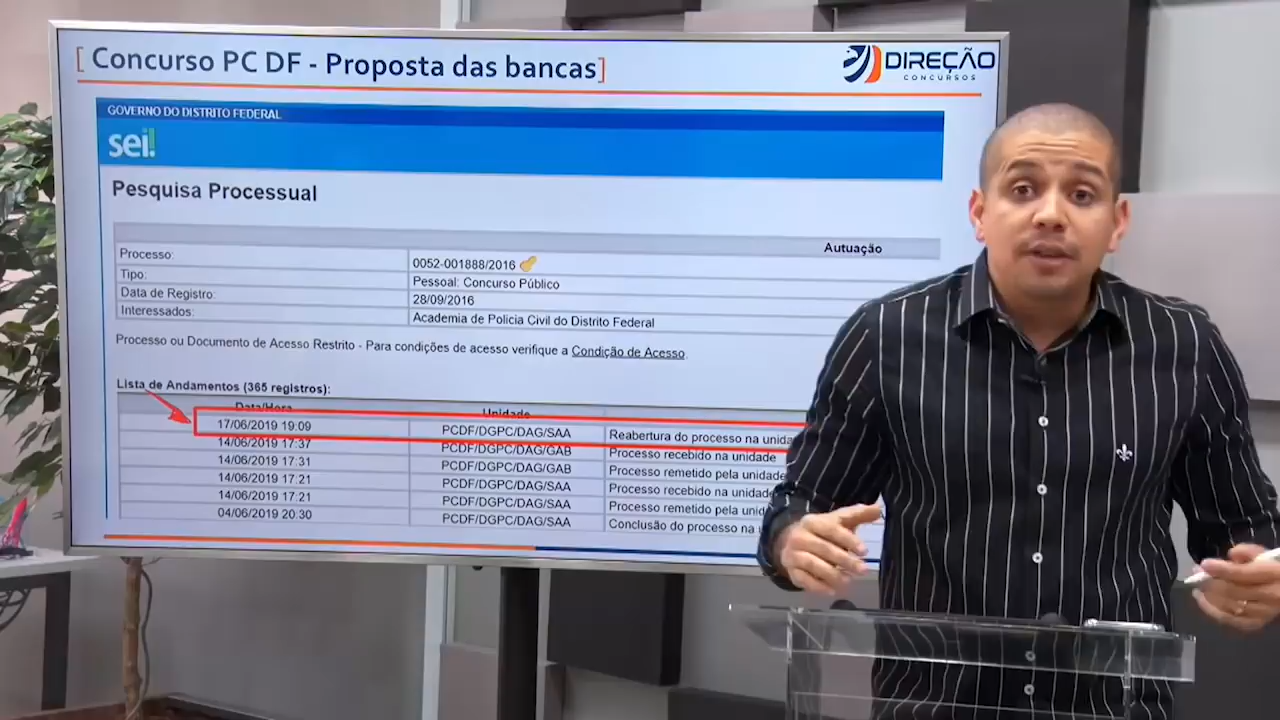 [ Concurso PC DF - Proposta das bancas]
DIREÇÃO
CONCURSOS
GOVERNO DO DISTRITO FEDERAL
sei!
Pesquisa Processual
Autuação
Processo: 0052-001888/2016
Tipo: Pessoal: Concurso Público
Data de Registro: 28/09/2016
Interessados: Academia de Policia Civil do Distrito Federal
Processo ou Documento de Acesso Restrito - Para condições de acesso verifique a Condição de Acesso.
Lista de Andamentos (365 registros):
Data/Hora Unidade
17/06/2019 19:09 PCDF/DGPC/DAG/SAA Reabertura do processo na unida
14/06/2019 17:37 PCDF/DGPC/DAG/GAB Processo recebido na unidade
14/06/2019 17:31 PCDF/DGPC/DAG/GAB Processo remetido pela unida
14/06/2019 17:21 PCDF/DGPC/DAG/SAA Processo recebido na unidade
14/06/2019 17:21 PCDF/DGPC/DAG/SAA Processo remetido pela unid
04/06/2019 20:30 PCDF/DGPC/DAG/SAA Conclusão do processo na